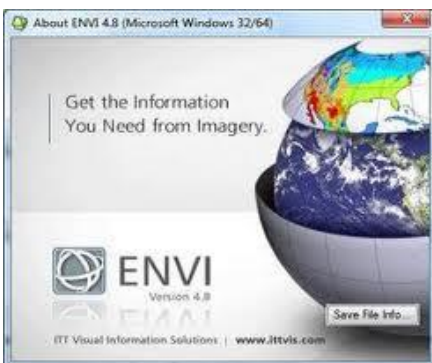 About ENVI 4.8 (Microsoft Windows 32/64)
Get the Information
You Need from Imagery.
ENVI
Version 4.8
Save File Info...
ITT Visual Information Solutions | www.ittvis.com